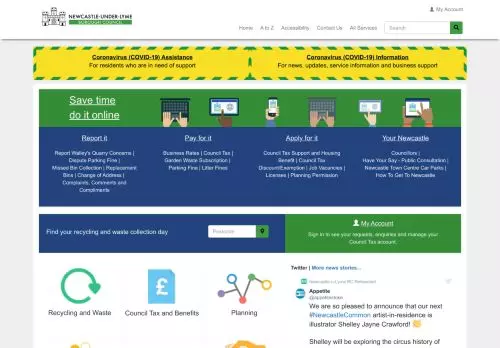 My Account
NEWCASTLE-UNDER-LYME
BOROUGH COUNCIL
Home A to Z Accessibility Contact Us All Services Search
Coronavirus (COVID-19) Assistance
For residents who are in need of support
Coronavirus (COVID-19) Information
For news, updates, service information and business support
Save time
do it online
Report it
Report Walley's Quarry Concerns |
Dispute Parking Fine |
Missed Bin Collection | Replacement
Bins | Change of Address |
Complaints, Comments and
Compliments
Pay for it
Business Rates | Council Tax |
Garden Waste Subscription |
Parking Fine | Litter Fines
Apply for it
Council Tax Support and Housing
Benefit | Council Tax
Discount/Exemption | Job Vacancies |
Licenses | Planning Permission
Your Newcastle
Councillors |
Have Your Say - Public Consultation |
Newcastle Town Centre Car Parks |
How To Get To Newcastle
Find your recycling and waste collection day
Postcode
My Account
Sign in to see your requests, enquiries and manage your
Council Tax account.
Recycling and Waste
£
Council Tax and Benefits
Planning
Twitter | More news stories...
Newcastle-u-Lyme BC Retweeted
Appetite
@appetitestoke
We are so pleased to announce that our next
#NewcastleCommon artist-in-residence is
illustrator Shelley Jayne Crawford!
Shelley will be exploring the circus history of